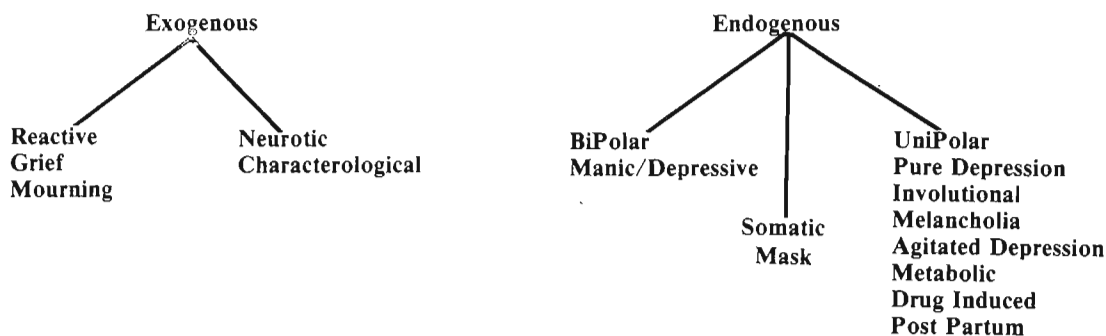 Exogenous
Reactive
Grief
Mourning
Neurotic
Characterological
Endogenous
BiPolar
Manic/Depressive
Somatic
Mask
UniPolar
Pure Depression
Involutional
Melancholia
Agitated Depression
Metabolic
Drug Induced
Post Partum